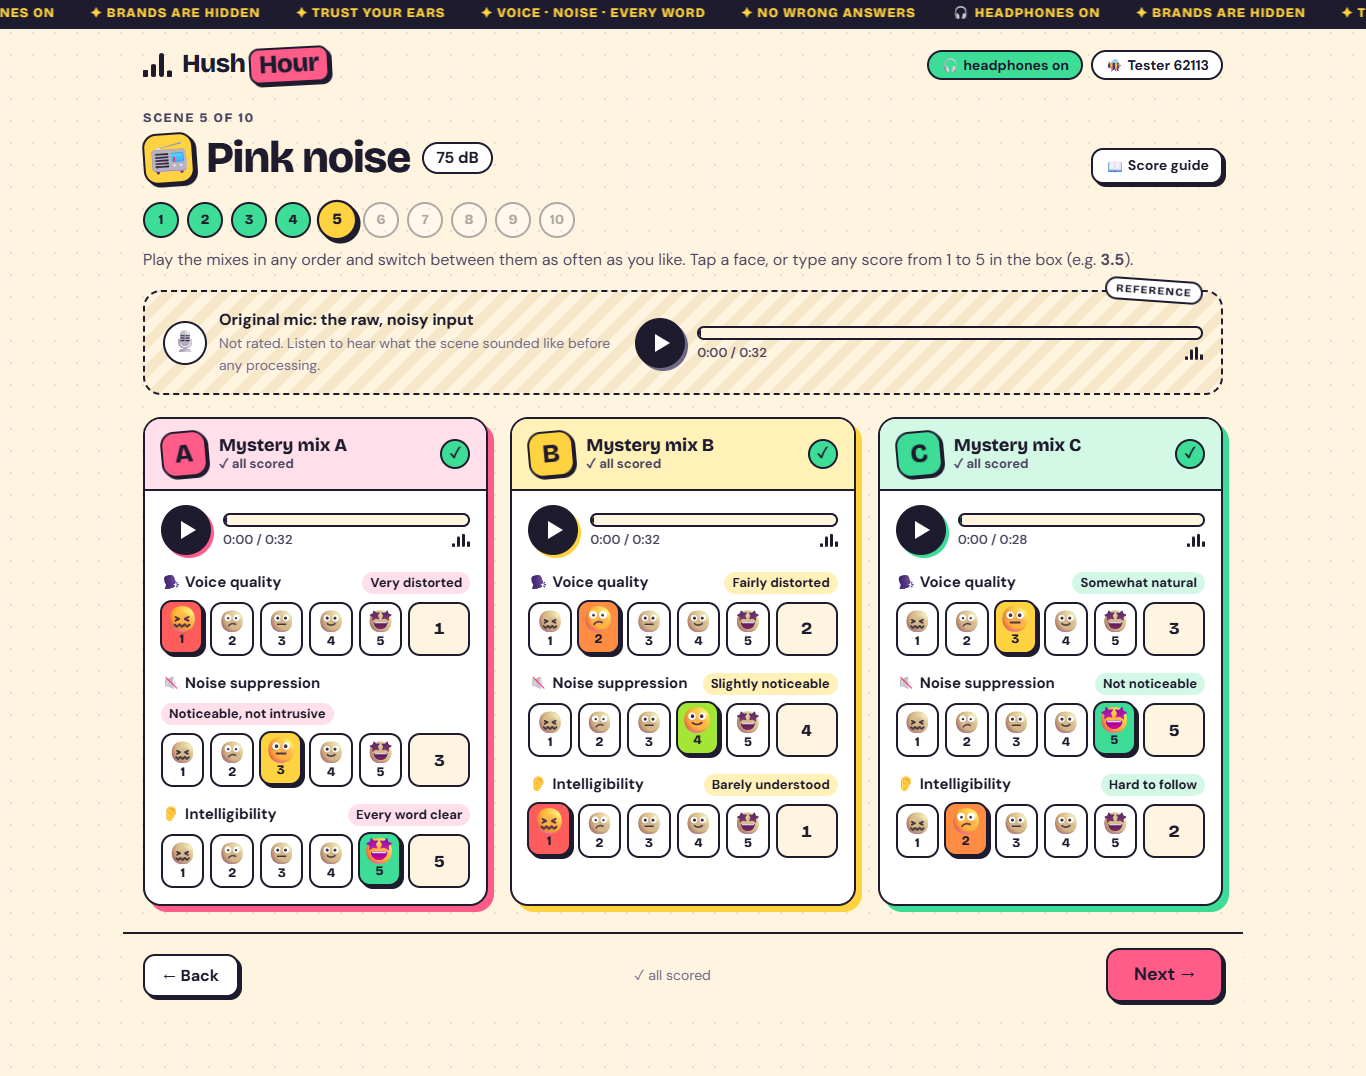 NES ON ✦ BRANDS ARE HIDDEN ✦ TRUST YOUR EARS ✦ VOICE · NOISE · EVERY WORD ✦ NO WRONG ANSWERS 🎧 HEADPHONES ON ✦ BRANDS ARE HIDDEN ✦ T
Hush Hour
🎧 headphones on
Tester 62113
SCENE 5 OF 10
Pink noise 75 dB
Score guide
1 2 3 4 5 6 7 8 9 10
Play the mixes in any order and switch between them as often as you like. Tap a face, or type any score from 1 to 5 in the box (e.g. 3.5).
REFERENCE
Original mic: the raw, noisy input
Not rated. Listen to hear what the scene sounded like before
any processing.
0:00 / 0:32
A Mystery mix A
✓ all scored
✓
0:00 / 0:32
Voice quality Very distorted
1 2 3 4 5 1
Noise suppression
Noticeable, not intrusive
1 2 3 4 5 3
Intelligibility Every word clear
1 2 3 4 5 5
B Mystery mix B
✓ all scored
✓
0:00 / 0:32
Voice quality Fairly distorted
1 2 3 4 5 2
Noise suppression Slightly noticeable
1 2 3 4 5 4
Intelligibility Barely understood
1 2 3 4 5 1
C Mystery mix C
✓ all scored
✓
0:00 / 0:28
Voice quality Somewhat natural
1 2 3 4 5 3
Noise suppression Not noticeable
1 2 3 4 5 5
Intelligibility Hard to follow
1 2 3 4 5 2
← Back
✓ all scored
Next →